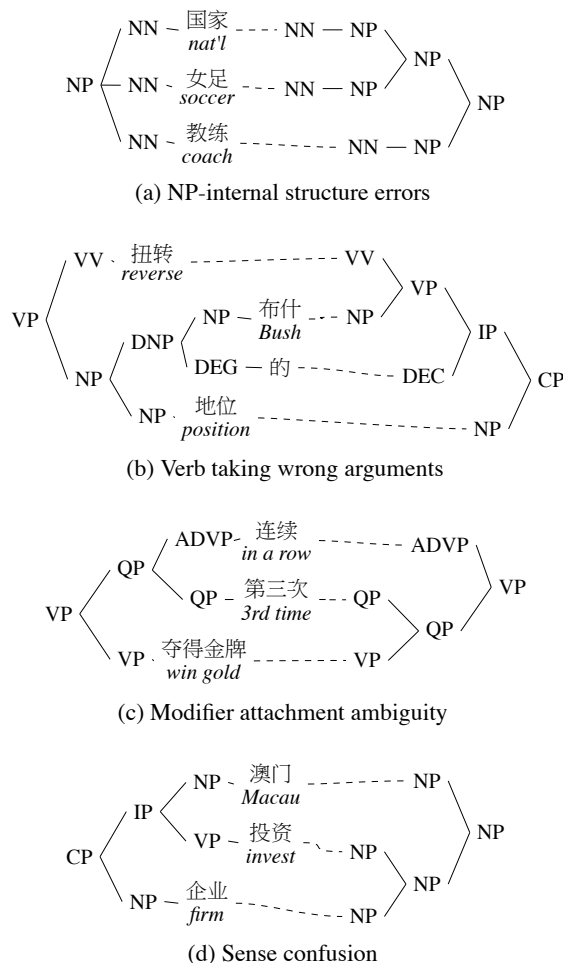 NN 国家 NN NP
nat'l
NP
NP NN 女足 NN NP
soccer
NP
NN 教练 NN NP
coach
(a) NP-internal structure errors
VV 扭转 VV
reverse
VP
NP 布什 NP
Bush
VP DNP IP
DEG 的 DEC
NP CP
NP 地位 NP
position
(b) Verb taking wrong arguments
ADVP 连续 ADVP
in a row
QP VP
QP 第三次 QP
3rd time
VP QP
VP 夺得金牌 VP
win gold
(c) Modifier attachment ambiguity
NP 澳门 NP
Macau
IP NP
VP 投资 NP
invest
CP NP
NP 企业 NP
firm
(d) Sense confusion